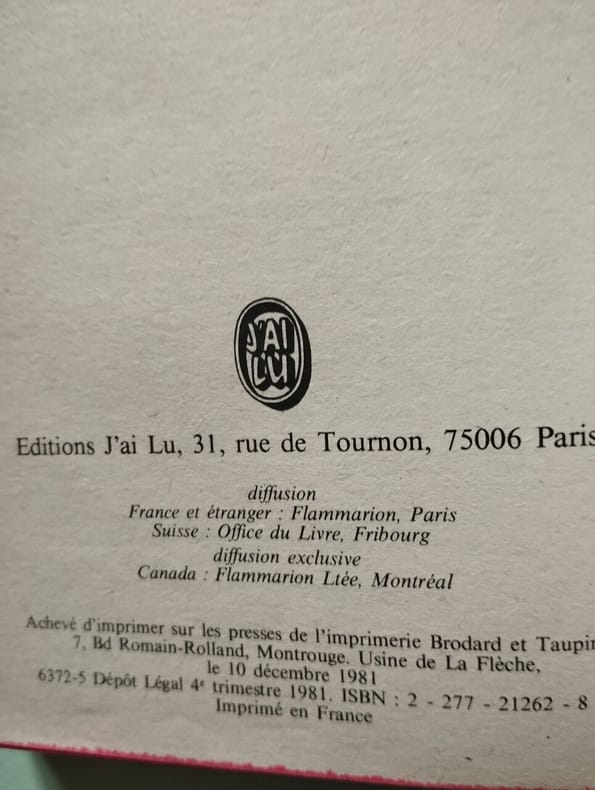 J'AI
LU
Editions J'ai Lu, 31, rue de Tournon, 75006 Paris
diffusion
France et étranger : Flammarion, Paris
Suisse : Office du Livre, Fribourg
diffusion exclusive
Canada : Flammarion Ltée, Montréal
Achevé d'imprimer sur les presses de l'imprimerie Brodard et Taupin
7, Bd Romain-Rolland, Montrouge. Usine de La Flèche,
le 10 décembre 1981
6372-5 Dépôt Légal 4e trimestre 1981. ISBN : 2 - 277 - 21262 - 8
Imprimé en France